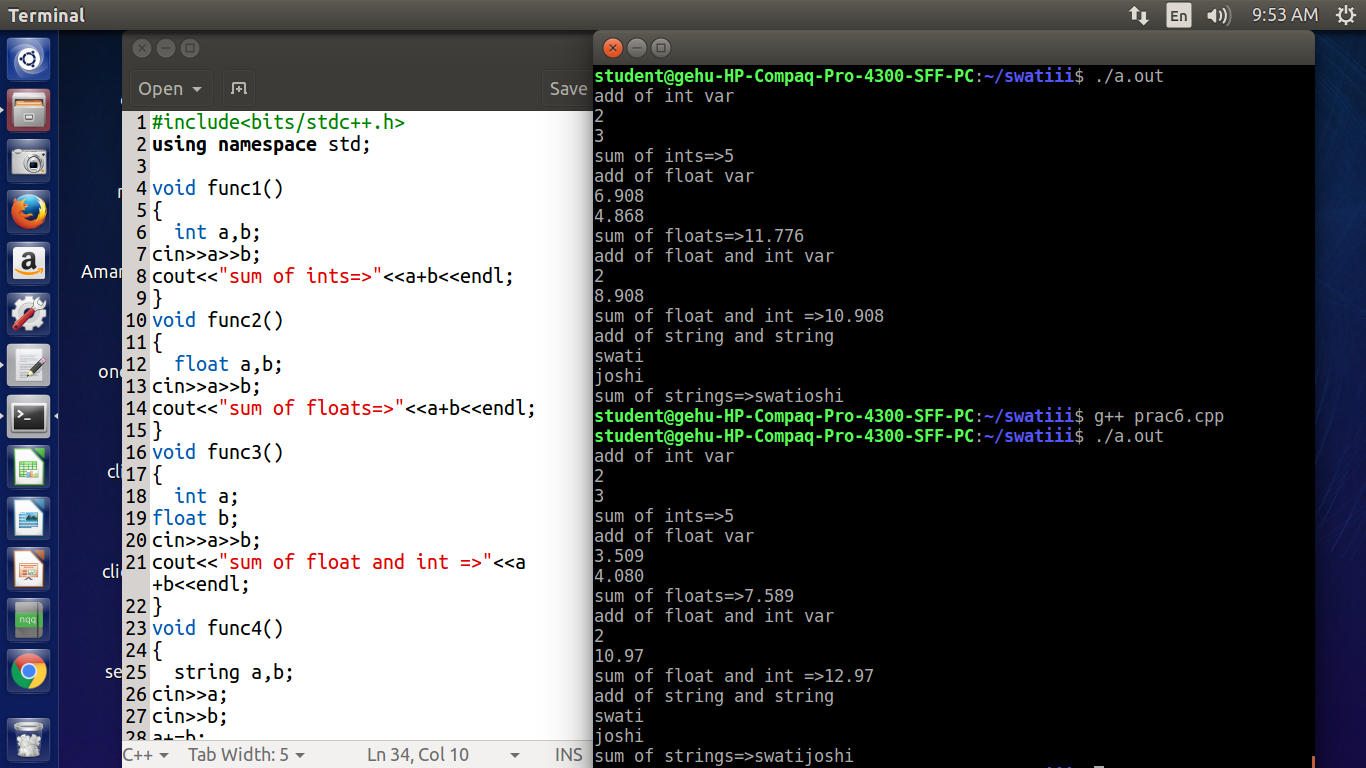 Terminal
En
9:53 AM
Open
Save
Aman
one
cli
cli
se
1 #include<bits/stdc++.h>
2 using namespace std;
3
4 void func1()
5 {
6 int a,b;
7 cin>>a>>b;
8 cout<<"sum of ints=>"<<a+b<<endl;
9 }
10 void func2()
11 {
12 float a,b;
13 cin>>a>>b;
14 cout<<"sum of floats=>"<<a+b<<endl;
15 }
16 void func3()
17 {
18 int a;
19 float b;
20 cin>>a>>b;
21 cout<<"sum of float and int =>"<<a
+b<<endl;
22 }
23 void func4()
24 {
25 string a,b;
26 cin>>a;
27 cin>>b;
28 a+=b;
C++
Tab Width: 5
Ln 34, Col 10
INS
student@gehu-HP-Compaq-Pro-4300-SFF-PC:~/swatiii$ ./a.out
add of int var
2
3
sum of ints=>5
add of float var
6.908
4.868
sum of floats=>11.776
add of float and int var
2
8.908
sum of float and int =>10.908
add of string and string
swati
joshi
sum of strings=>swatioshi
student@gehu-HP-Compaq-Pro-4300-SFF-PC:~/swatiii$ g++ prac6.cpp
student@gehu-HP-Compaq-Pro-4300-SFF-PC:~/swatiii$ ./a.out
add of int var
2
3
sum of ints=>5
add of float var
3.509
4.080
sum of floats=>7.589
add of float and int var
2
10.97
sum of float and int =>12.97
add of string and string
swati
joshi
sum of strings=>swatijoshi
nqq